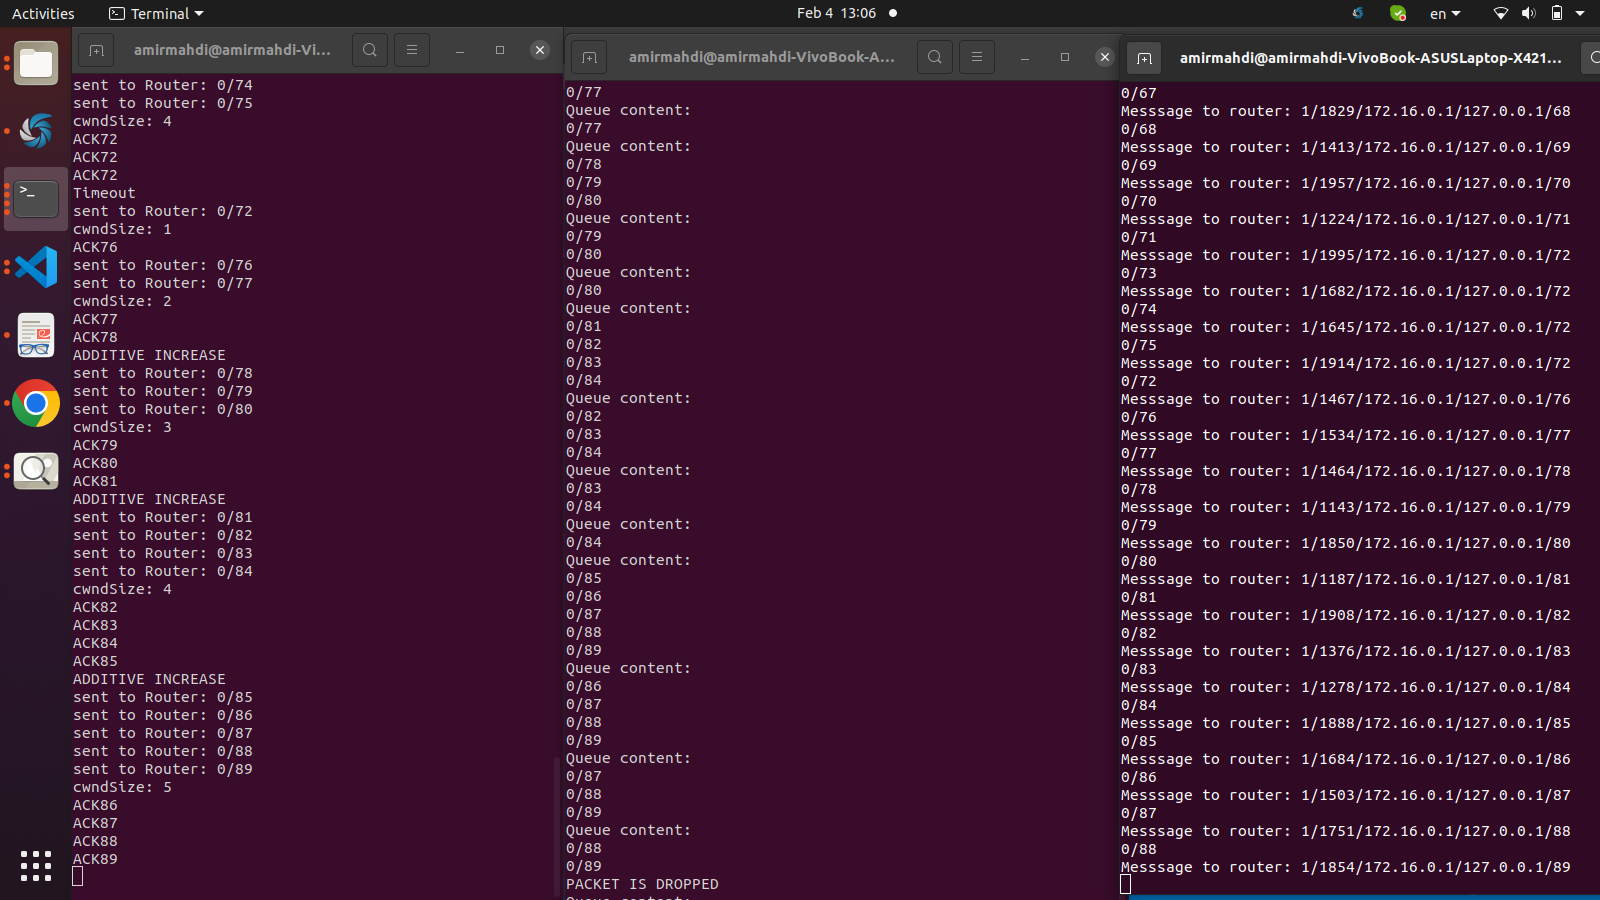 Activities
Terminal
Feb 4 13:06
en
amirmahdi@amirmahdi-Vi...
sent to Router: 0/74
sent to Router: 0/75
cwndSize: 4
ACK72
ACK72
ACK72
Timeout
sent to Router: 0/72
cwndSize: 1
ACK76
sent to Router: 0/76
sent to Router: 0/77
cwndSize: 2
ACK77
ACK78
ADDITIVE INCREASE
sent to Router: 0/78
sent to Router: 0/79
sent to Router: 0/80
cwndSize: 3
ACK79
ACK80
ACK81
ADDITIVE INCREASE
sent to Router: 0/81
sent to Router: 0/82
sent to Router: 0/83
sent to Router: 0/84
cwndSize: 4
ACK82
ACK83
ACK84
ACK85
ADDITIVE INCREASE
sent to Router: 0/85
sent to Router: 0/86
sent to Router: 0/87
sent to Router: 0/88
sent to Router: 0/89
cwndSize: 5
ACK86
ACK87
ACK88
ACK89
amirmahdi@amirmahdi-VivoBook-A...
0/77
Queue content:
0/77
Queue content:
0/78
0/79
0/80
Queue content:
0/79
0/80
Queue content:
0/80
Queue content:
0/81
0/82
0/83
0/84
Queue content:
0/82
0/83
0/84
Queue content:
0/83
0/84
Queue content:
0/84
Queue content:
0/85
0/86
0/87
0/88
0/89
Queue content:
0/86
0/87
0/88
0/89
Queue content:
0/87
0/88
0/89
Queue content:
0/88
0/89
PACKET IS DROPPED
Queue content:
amirmahdi@amirmahdi-VivoBook-ASUSLaptop-X421...
0/67
Messsage to router: 1/1829/172.16.0.1/127.0.0.1/68
0/68
Messsage to router: 1/1413/172.16.0.1/127.0.0.1/69
0/69
Messsage to router: 1/1957/172.16.0.1/127.0.0.1/70
0/70
Messsage to router: 1/1224/172.16.0.1/127.0.0.1/71
0/71
Messsage to router: 1/1995/172.16.0.1/127.0.0.1/72
0/73
Messsage to router: 1/1682/172.16.0.1/127.0.0.1/72
0/74
Messsage to router: 1/1645/172.16.0.1/127.0.0.1/72
0/75
Messsage to router: 1/1914/172.16.0.1/127.0.0.1/72
0/72
Messsage to router: 1/1467/172.16.0.1/127.0.0.1/76
0/76
Messsage to router: 1/1534/172.16.0.1/127.0.0.1/77
0/77
Messsage to router: 1/1464/172.16.0.1/127.0.0.1/78
0/78
Messsage to router: 1/1143/172.16.0.1/127.0.0.1/79
0/79
Messsage to router: 1/1850/172.16.0.1/127.0.0.1/80
0/80
Messsage to router: 1/1187/172.16.0.1/127.0.0.1/81
0/81
Messsage to router: 1/1908/172.16.0.1/127.0.0.1/82
0/82
Messsage to router: 1/1376/172.16.0.1/127.0.0.1/83
0/83
Messsage to router: 1/1278/172.16.0.1/127.0.0.1/84
0/84
Messsage to router: 1/1888/172.16.0.1/127.0.0.1/85
0/85
Messsage to router: 1/1684/172.16.0.1/127.0.0.1/86
0/86
Messsage to router: 1/1503/172.16.0.1/127.0.0.1/87
0/87
Messsage to router: 1/1751/172.16.0.1/127.0.0.1/88
0/88
Messsage to router: 1/1854/172.16.0.1/127.0.0.1/89